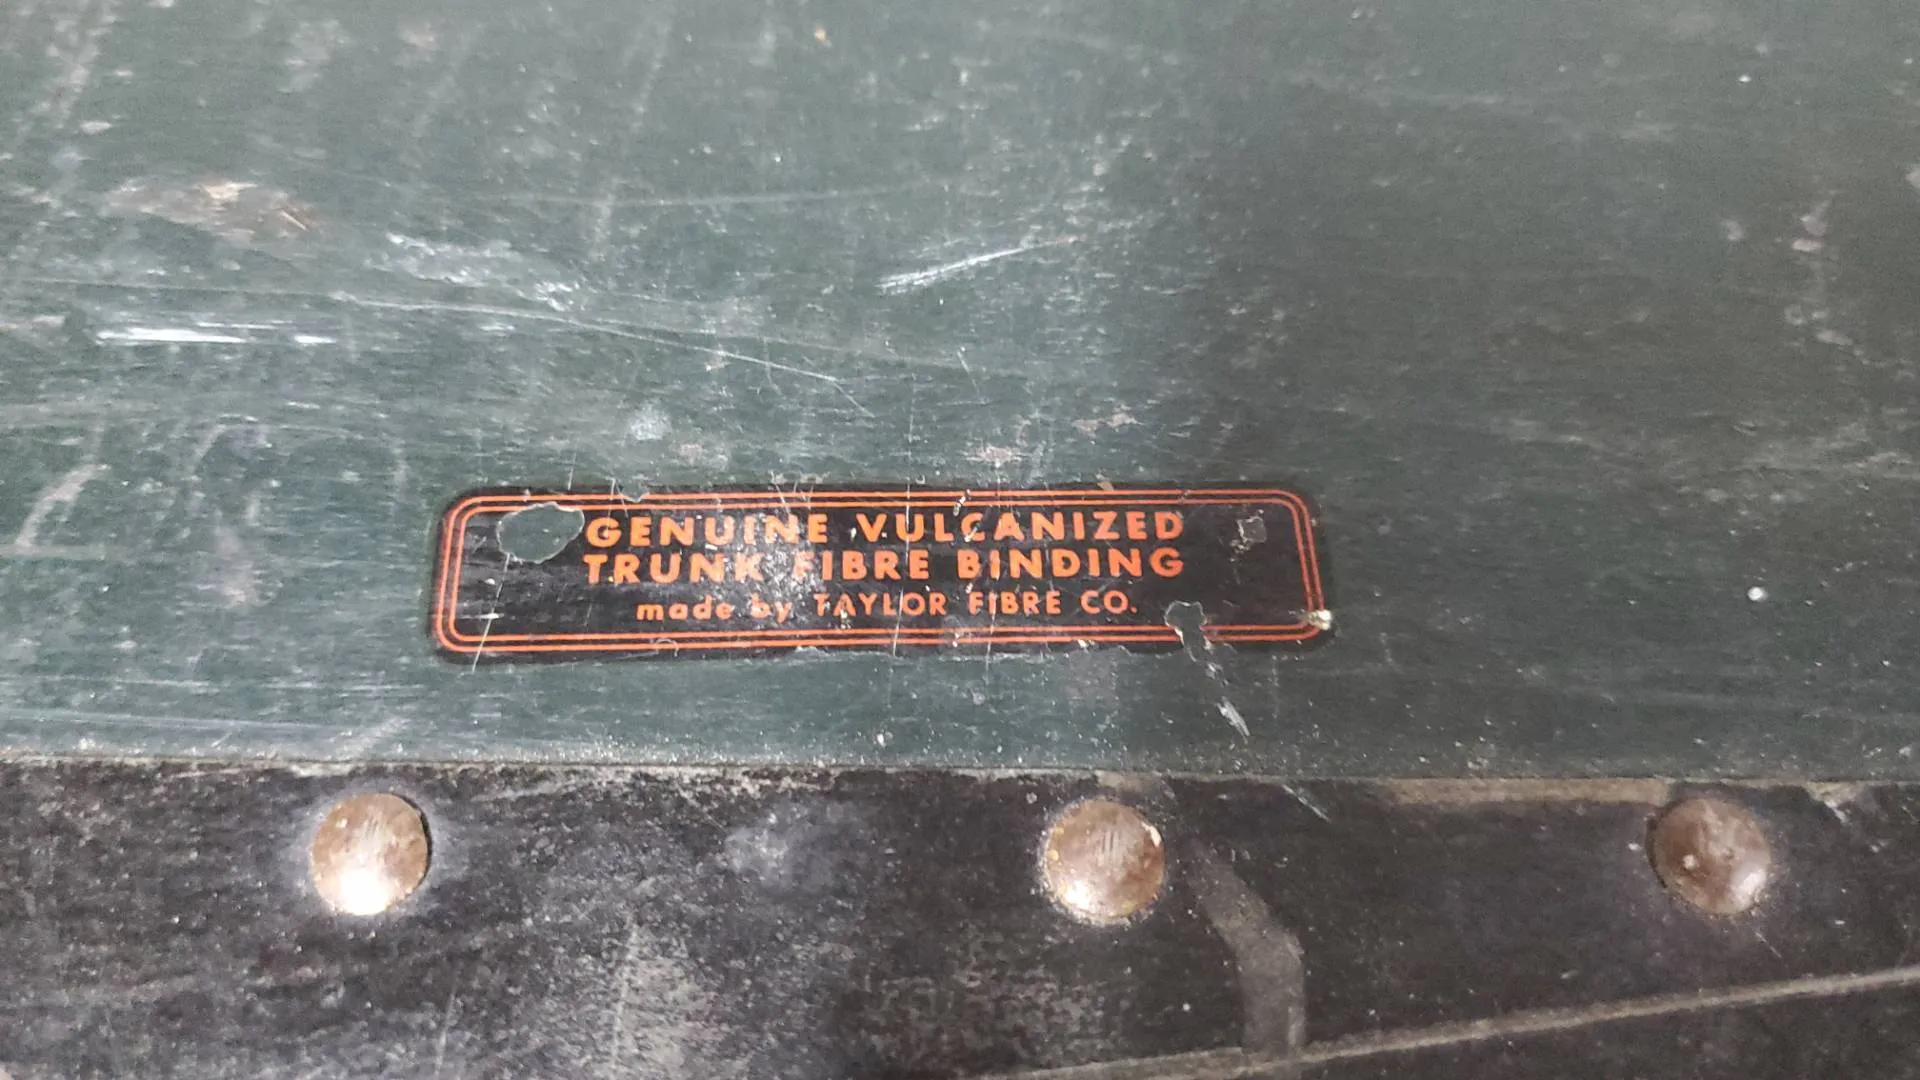 GENUINE VULCANIZED
TRUNK FIBRE BINDING
made by TAYLOR FIBRE CO.